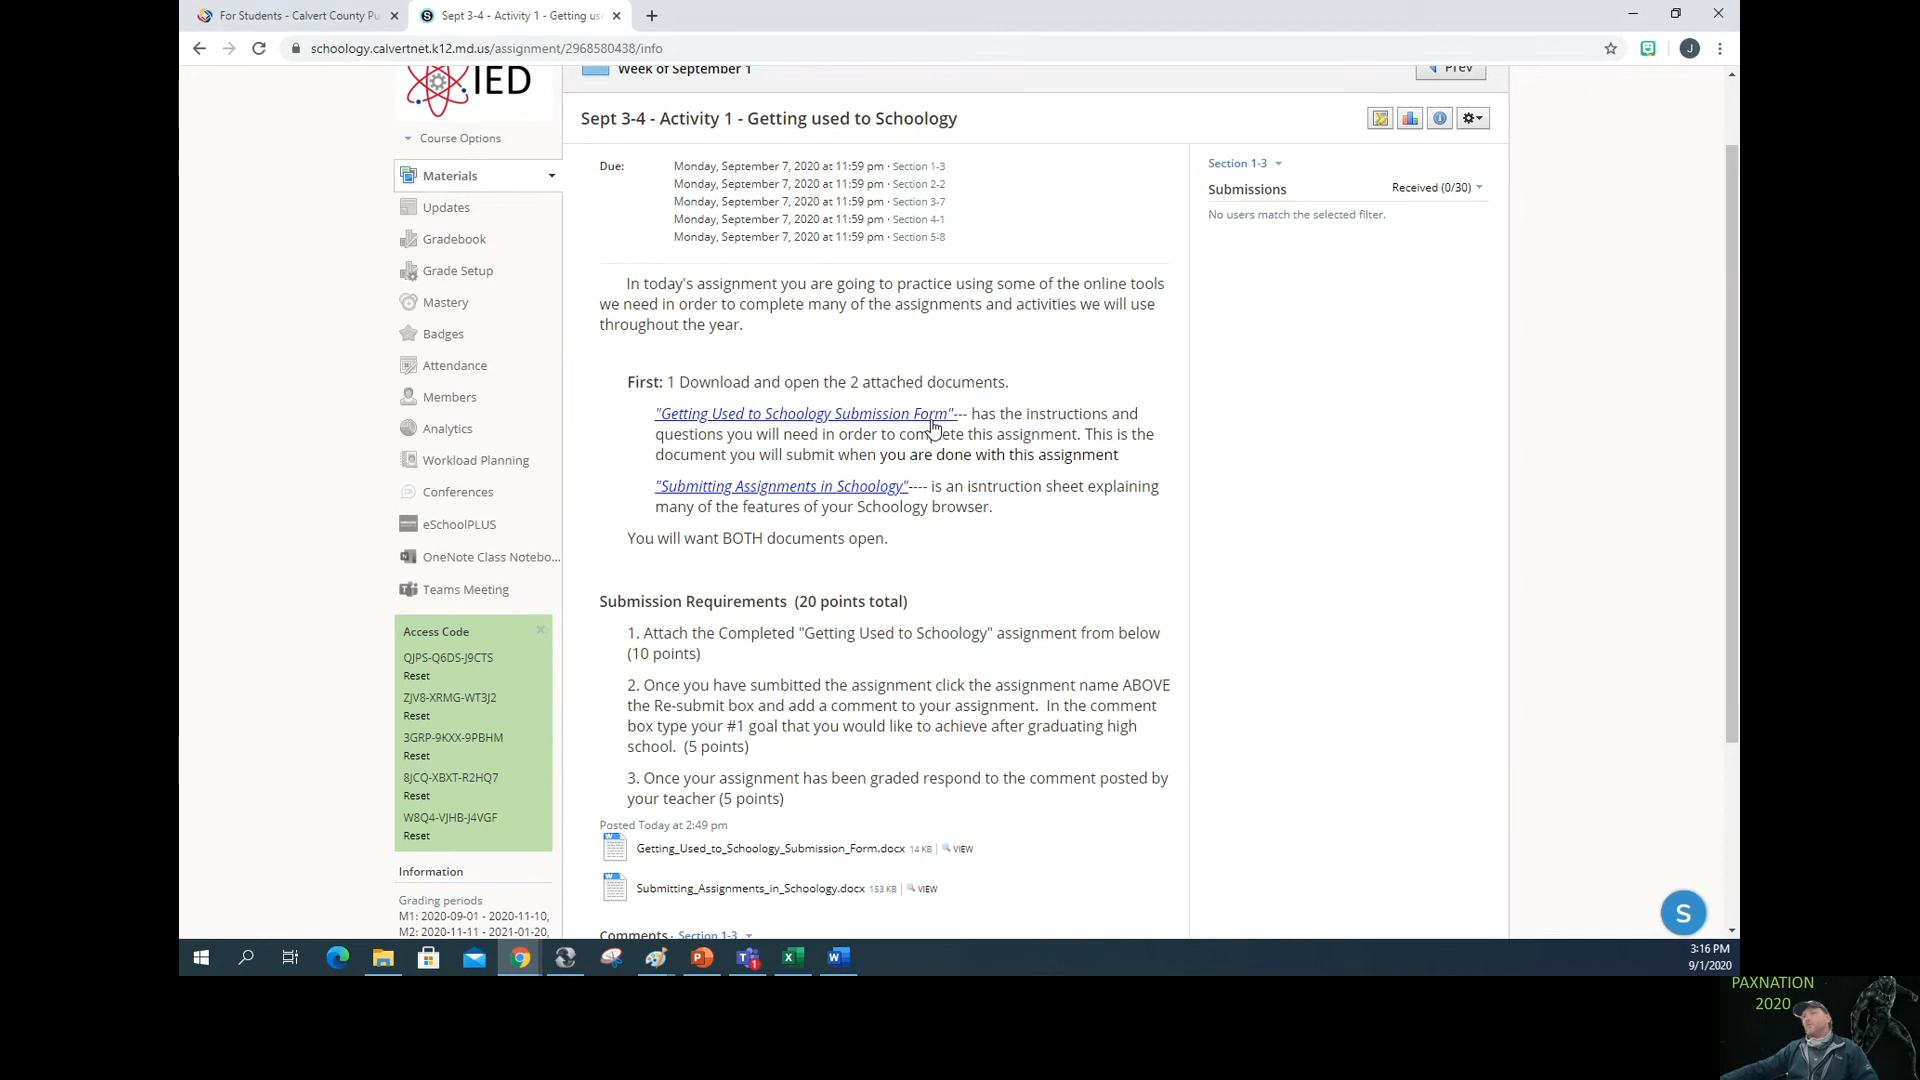 For Students - Calvert County Pu
Sept 3-4 - Activity 1 - Getting us
schoology.calvertnet.k12.md.us/assignment/2968580438/info
J
IED
Week of September 1
Prev
Course Options
Sept 3-4 - Activity 1 - Getting used to Schoology
Materials
Updates
Gradebook
Grade Setup
Mastery
Badges
Attendance
Members
Analytics
Workload Planning
Conferences
eSchoolPLUS
OneNote Class Notebo...
Teams Meeting
Access Code
QJPS-Q6DS-J9CTS
Reset
ZJV8-XRMG-WT3J2
Reset
3GRP-9KXX-9PBHM
Reset
8JCQ-XBXT-R2HQ7
Reset
W8Q4-VJHB-J4VGF
Reset
Information
Grading periods
M1: 2020-09-01 - 2020-11-10,
M2: 2020-11-11 - 2021-01-20,
Due: Monday, September 7, 2020 at 11:59 pm · Section 1-3
Monday, September 7, 2020 at 11:59 pm · Section 2-2
Monday, September 7, 2020 at 11:59 pm · Section 3-7
Monday, September 7, 2020 at 11:59 pm · Section 4-1
Monday, September 7, 2020 at 11:59 pm · Section 5-8
In today's assignment you are going to practice using some of the online tools
we need in order to complete many of the assignments and activities we will use
throughout the year.
First: 1 Download and open the 2 attached documents.
"Getting Used to Schoology Submission Form"--- has the instructions and
questions you will need in order to complete this assignment. This is the
document you will submit when you are done with this assignment
"Submitting Assignments in Schoology"---- is an isntruction sheet explaining
many of the features of your Schoology browser.
You will want BOTH documents open.
Submission Requirements (20 points total)
1. Attach the Completed "Getting Used to Schoology" assignment from below
(10 points)
2. Once you have sumbitted the assignment click the assignment name ABOVE
the Re-submit box and add a comment to your assignment. In the comment
box type your #1 goal that you would like to achieve after graduating high
school. (5 points)
3. Once your assignment has been graded respond to the comment posted by
your teacher (5 points)
Posted Today at 2:49 pm
Getting_Used_to_Schoology_Submission_Form.docx 14 KB VIEW
Submitting_Assignments_in_Schoology.docx 153 KB VIEW
Comments · Section 1-3
Section 1-3
Submissions Received (0/30)
No users match the selected filter.
S
3:16 PM
9/1/2020
PAXNATION
2020